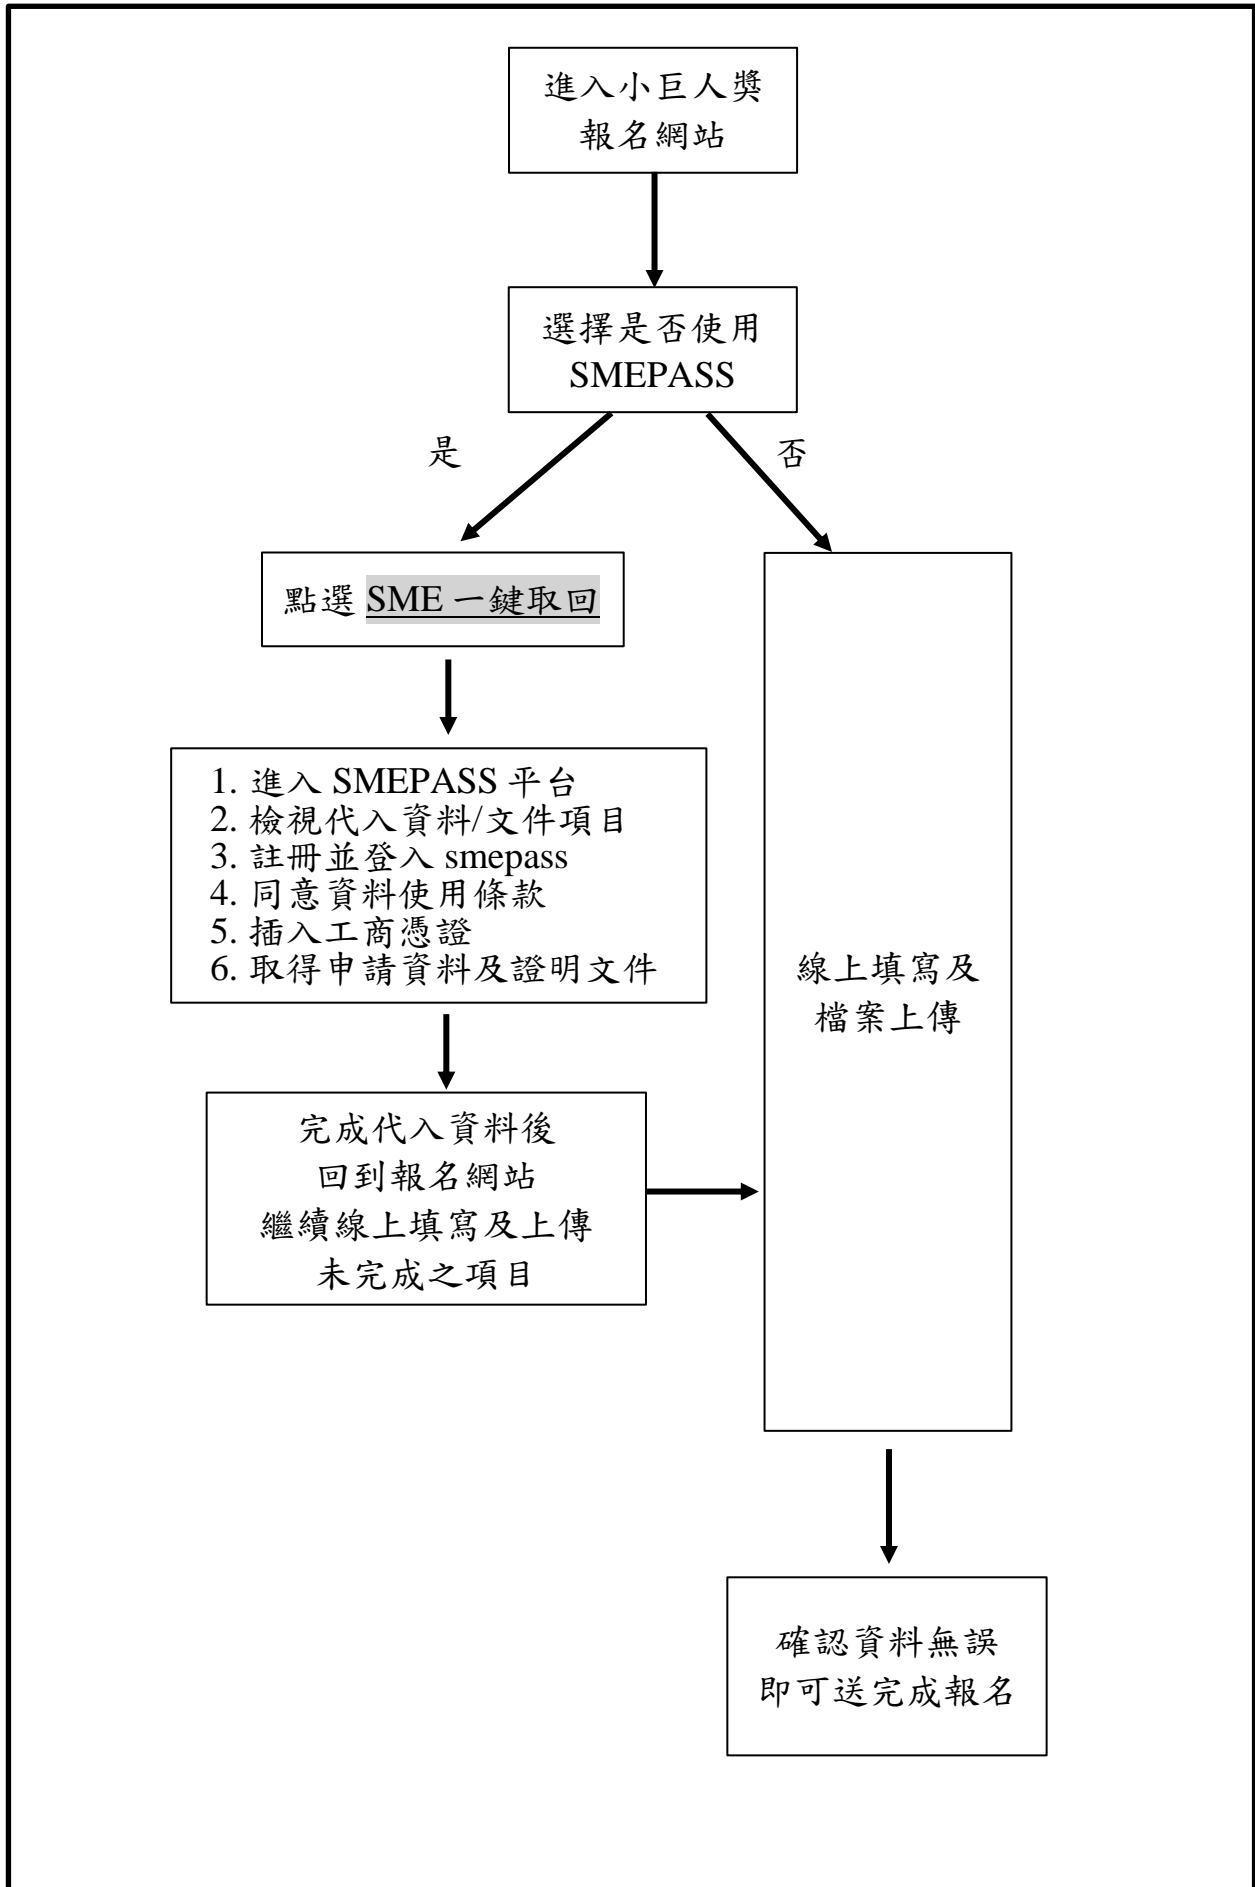 進入小巨人獎
報名網站
選擇是否使用
SMEPASS
是
否
點選 SME 一鍵取回
1. 進入 SMEPASS 平台
2. 檢視代入資料/文件項目
3. 註冊並登入 smepass
4. 同意資料使用條款
5. 插入工商憑證
6. 取得申請資料及證明文件
線上填寫及
檔案上傳
完成代入資料後
回到報名網站
繼續線上填寫及上傳
未完成之項目
確認資料無誤
即可送完成報名